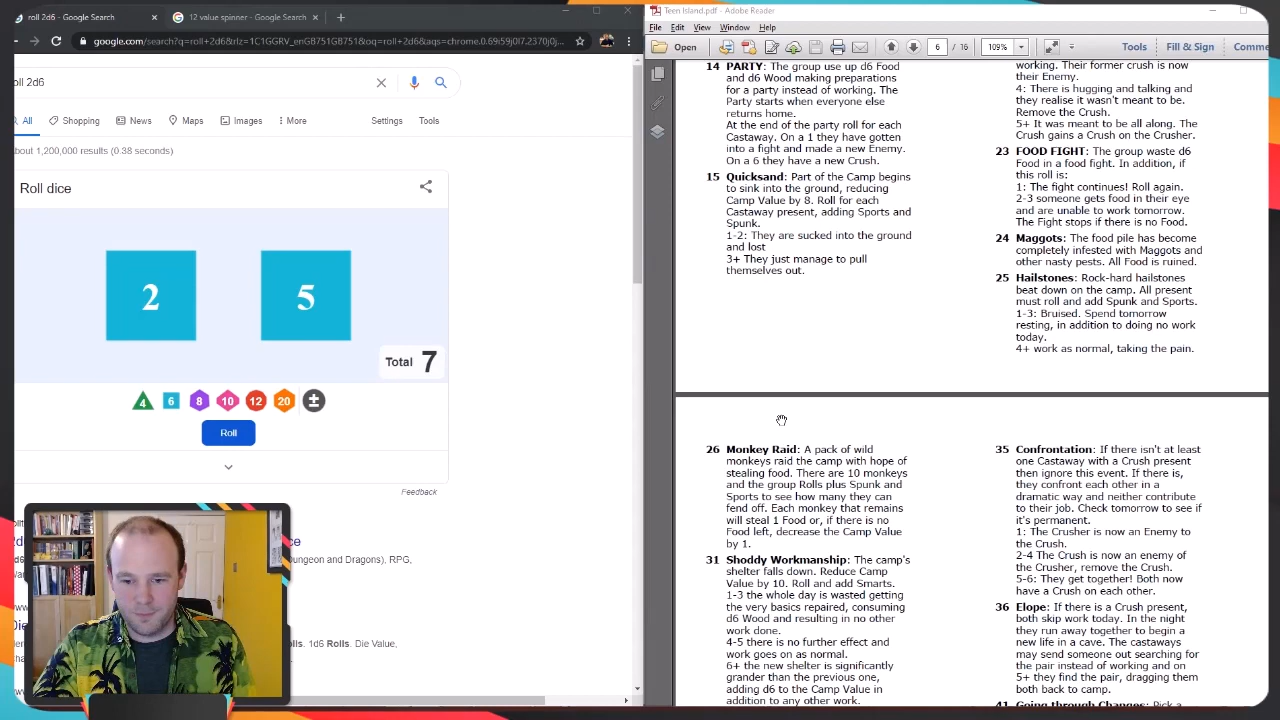 roll 2d6 - Google Search
12 value spinner - Google Search
google.com/search?q=roll+2d6&rlz=1C1GGRV_enGB751GB751&oq=roll+2d6&aqs=chrome.0.69i59j0l7.2370j0j...
oll 2d6
All
Shopping
News
Maps
Images
More
Settings
Tools
bout 1,200,000 results (0.38 seconds)
Roll dice
2
5
Total 7
4
6
8
10
12
20
Roll
Feedback
ce
Dungeon and Dragons), RPG,
olls. 1d6 Rolls. Die Value,
Teen Island.pdf - Adobe Reader
File Edit View Window Help
Open
6 / 16
109%
Tools
Fill & Sign
Comme
14 PARTY: The group use up d6 Food
and d6 Wood making preparations
for a party instead of working. The
Party starts when everyone else
returns home.
At the end of the party roll for each
Castaway. On a 1 they have gotten
into a fight and made a new Enemy.
On a 6 they have a new Crush.
15 Quicksand: Part of the Camp begins
to sink into the ground, reducing
Camp Value by 8. Roll for each
Castaway present, adding Sports and
Spunk.
1-2: They are sucked into the ground
and lost
3+ They just manage to pull
themselves out.
working. Their former crush is now
their Enemy.
4: There is hugging and talking and
they realise it wasn't meant to be.
Remove the Crush.
5+ It was meant to be all along. The
Crush gains a Crush on the Crusher.
23 FOOD FIGHT: The group waste d6
Food in a food fight. In addition, if
this roll is:
1: The fight continues! Roll again.
2-3 someone gets food in their eye
and are unable to work tomorrow.
The Fight stops if there is no Food.
24 Maggots: The food pile has become
completely infested with Maggots and
other nasty pests. All Food is ruined.
25 Hailstones: Rock-hard hailstones
beat down on the camp. All present
must roll and add Spunk and Sports.
1-3: Bruised. Spend tomorrow
resting, in addition to doing no work
today.
4+ work as normal, taking the pain.
26 Monkey Raid: A pack of wild
monkeys raid the camp with hope of
stealing food. There are 10 monkeys
and the group Rolls plus Spunk and
Sports to see how many they can
fend off. Each monkey that remains
will steal 1 Food or, if there is no
Food left, decrease the Camp Value
by 1.
31 Shoddy Workmanship: The camp's
shelter falls down. Reduce Camp
Value by 10. Roll and add Smarts.
1-3 the whole day is wasted getting
the very basics repaired, consuming
d6 Wood and resulting in no other
work done.
4-5 there is no further effect and
work goes on as normal.
6+ the new shelter is significantly
grander than the previous one,
adding d6 to the Camp Value in
addition to any other work.
35 Confrontation: If there isn't at least
one Castaway with a Crush present
then ignore this event. If there is,
they confront each other in a
dramatic way and neither contribute
to their job. Check tomorrow to see if
it's permanent.
1: The Crusher is now an Enemy to
the Crush.
2-4 The Crush is now an enemy of
the Crusher, remove the Crush.
5-6: They get together! Both now
have a Crush on each other.
36 Elope: If there is a Crush present,
both skip work today. In the night
they run away together to begin a
new life in a cave. The castaways
may send someone out searching for
the pair instead of working and on
5+ they find the pair, dragging them
both back to camp.
41 Going through Changes: Pick a